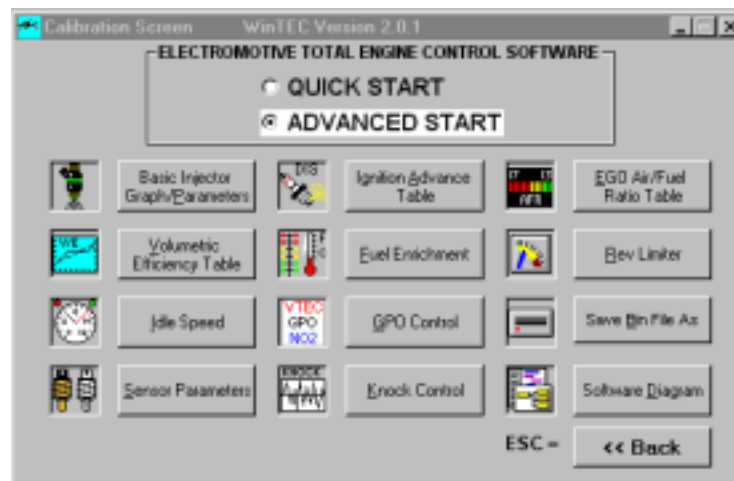 Calibration Screen WinTEC Version 2.0.1
ELECTROMOTIVE TOTAL ENGINE CONTROL SOFTWARE
QUICK START
ADVANCED START
Basic Injector
Graph/Parameters
DIS
Ignition Advance
Table
AFR
EGO Air/Fuel
Ratio Table
VE
Volumetric
Efficiency Table
Fuel Enrichment
Rev Limiter
Idle Speed
VTEC
GPO
NO2
GPO Control
Save Bin File As
Sensor Parameters
KNOCK
Knock Control
Software Diagram
ESC =
<< Back